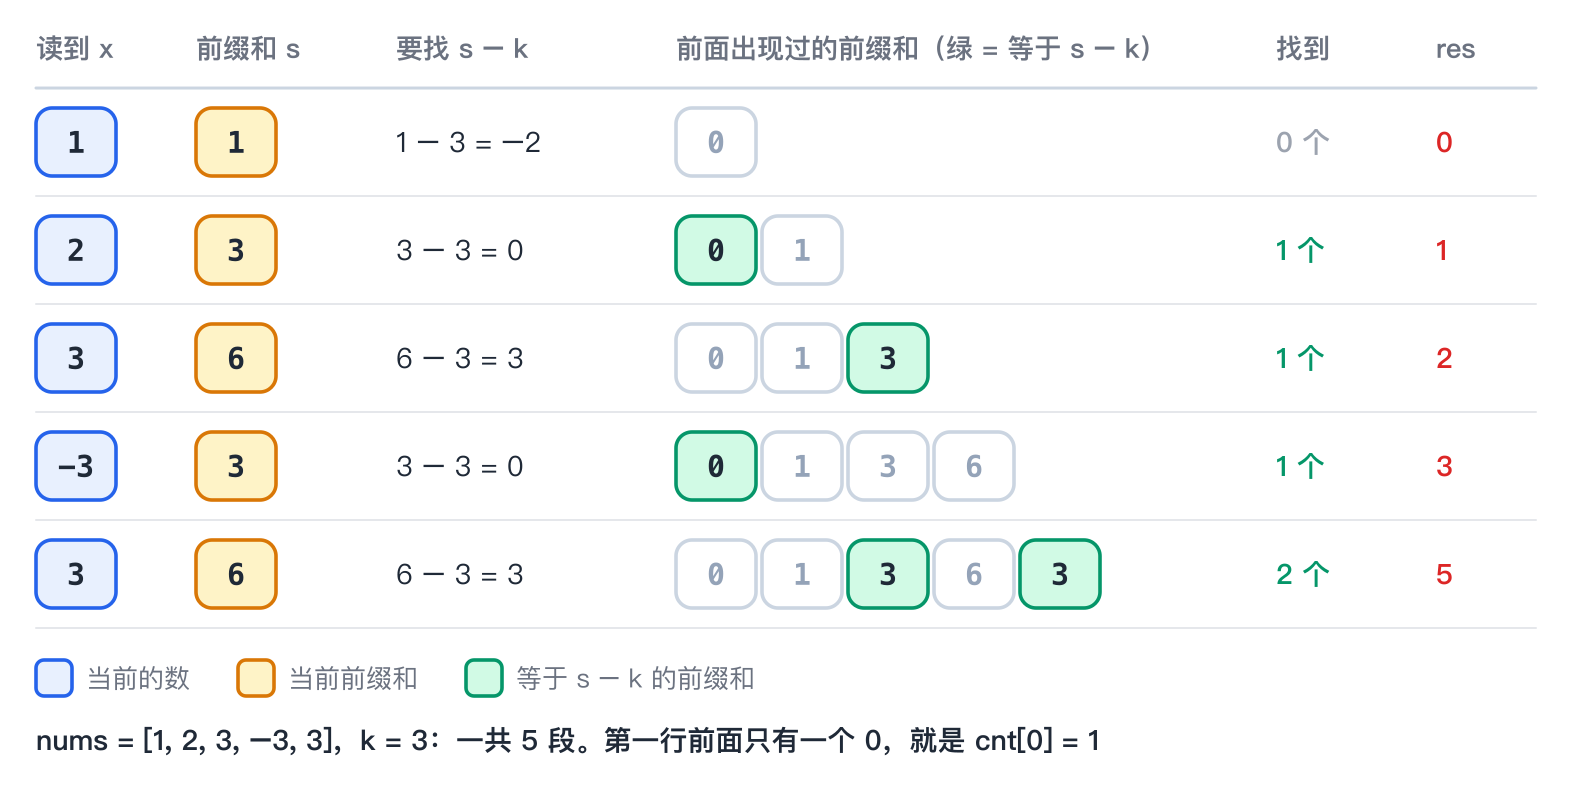 读到 x 前缀和 s 要找 s − k 前面出现过的前缀和（绿 = 等于 s − k） 找到 res
1 1 1 − 3 = −2 0 0 个 0
2 3 3 − 3 = 0 0 1 1 个 1
3 6 6 − 3 = 3 0 1 3 1 个 2
−3 3 3 − 3 = 0 0 1 3 6 1 个 3
3 6 6 − 3 = 3 0 1 3 6 3 2 个 5
当前的数 当前前缀和 等于 s − k 的前缀和
nums = [1, 2, 3, −3, 3]，k = 3：一共 5 段。第一行前面只有一个 0，就是 cnt[0] = 1